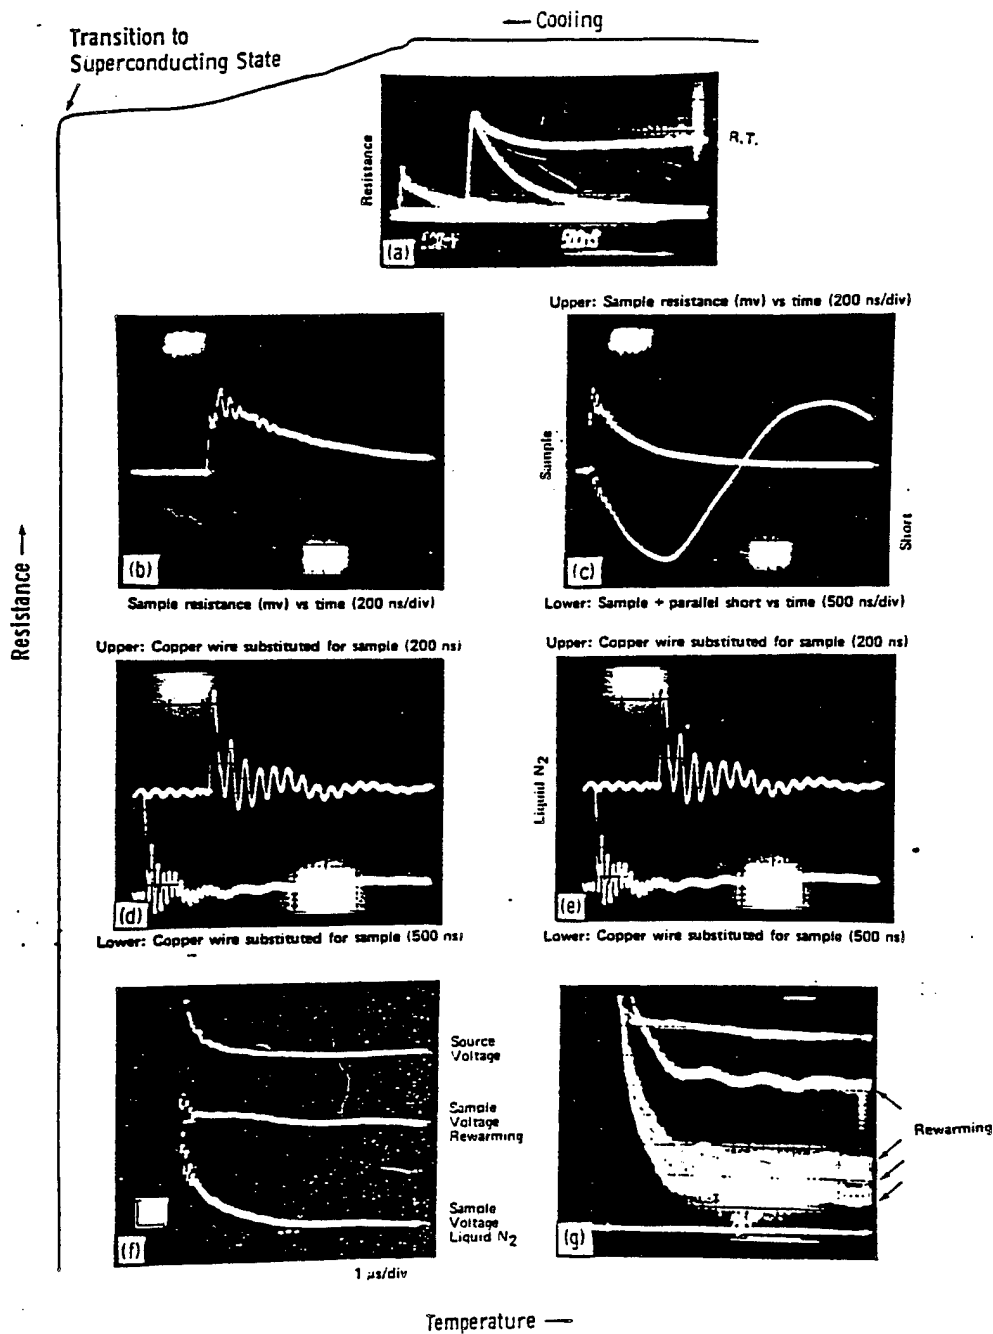 ← Cooling
Transition to
Superconducting State
Resistance
R.T.
(a)
Upper: Sample resistance (mv) vs time (200 ns/div)
(b)
Sample
Short
(c)
Sample resistance (mv) vs time (200 ns/div)
Lower: Sample + parallel short vs time (500 ns/div)
Resistance →
Upper: Copper wire substituted for sample (200 ns)
Upper: Copper wire substituted for sample (200 ns)
(d)
Liquid N2
(e)
Lower: Copper wire substituted for sample (500 ns)
Lower: Copper wire substituted for sample (500 ns)
Source
Voltage
Sample
Voltage
Rewarming
Sample
Voltage
Liquid N2
(f)
1 μs/div
Rewarming
(g)
Temperature —